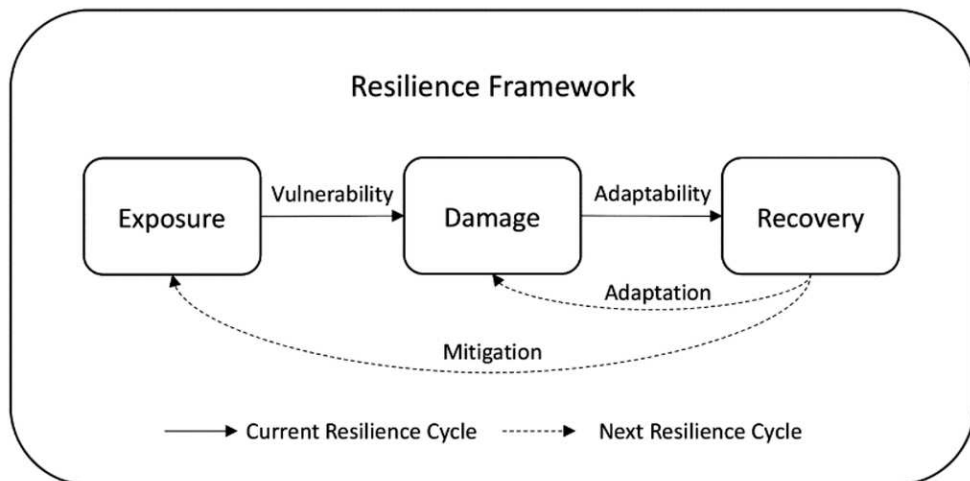 Resilience Framework
Vulnerability
Adaptability
Exposure
Damage
Recovery
Adaptation
Mitigation
Current Resilience Cycle
Next Resilience Cycle